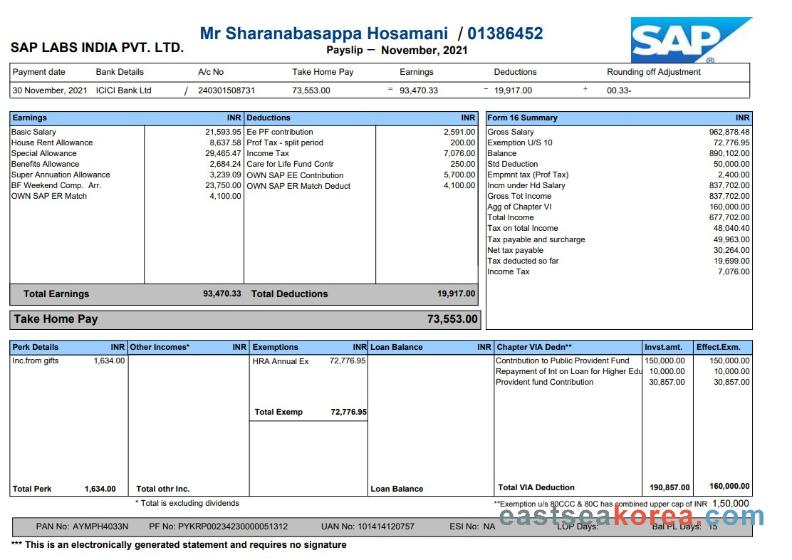 Mr Sharanabasappa Hosamani / 01386452
SAP LABS INDIA PVT. LTD.
Payslip – November, 2021
SAP
®
Payment date Bank Details A/c No Take Home Pay Earnings Deductions Rounding off Adjustment
30 November, 2021 ICICI Bank Ltd / 240301508731 73,553.00 = 93,470.33 – 19,917.00 + 00.33-
Earnings INR Deductions INR Form 16 Summary INR
Basic Salary 21,593.95 Ee PF contribution 2,591.00 Gross Salary 962,878.48
House Rent Allowance 8,637.58 Prof Tax - split period 200.00 Exemption U/S 10 72,776.95
Special Allowance 29,465.47 Income Tax 7,076.00 Balance 890,102.00
Benefits Allowance 2,684.24 Care for Life Fund Contr 250.00 Std Deduction 50,000.00
Super Annuation Allowance 3,239.09 OWN SAP EE Contribution 5,700.00 Empmnt tax (Prof Tax) 2,400.00
BF Weekend Comp. Arr. 23,750.00 OWN SAP ER Match Deduct 4,100.00 Incm under Hd Salary 837,702.00
OWN SAP ER Match 4,100.00 Gross Tot Income 837,702.00
Agg of Chapter VI 160,000.00
Total Income 677,702.00
Tax on total Income 48,040.40
Tax payable and surcharge 49,963.00
Net tax payable 30,264.00
Tax deducted so far 19,699.00
Income Tax 7,076.00
Total Earnings 93,470.33 Total Deductions 19,917.00
Take Home Pay 73,553.00
Perk Details INR Other Incomes* INR Exemptions INR Loan Balance INR Chapter VIA Dedn** Invst.amt. Effect.Exm.
Inc.from gifts 1,634.00 HRA Annual Ex 72,776.95 Contribution to Public Provident Fund 150,000.00 150,000.00
Repayment of Int on Loan for Higher Edu 10,000.00 10,000.00
Provident fund Contribution 30,857.00 30,857.00
Total Exemp 72,776.95
Total Perk 1,634.00 Total othr Inc. Loan Balance Total VIA Deduction 190,857.00 160,000.00
* Total is excluding dividends **Exemption u/s 80CCC & 80C has combined upper cap of INR 1,50,000
PAN No: AYMPH4033N PF No: PYKRP00234230000051312 UAN No: 101414120757 ESI No: NA LOP Days: Bal PL Days: 15
eastseakorea.com
*** This is an electronically generated statement and requires no signature